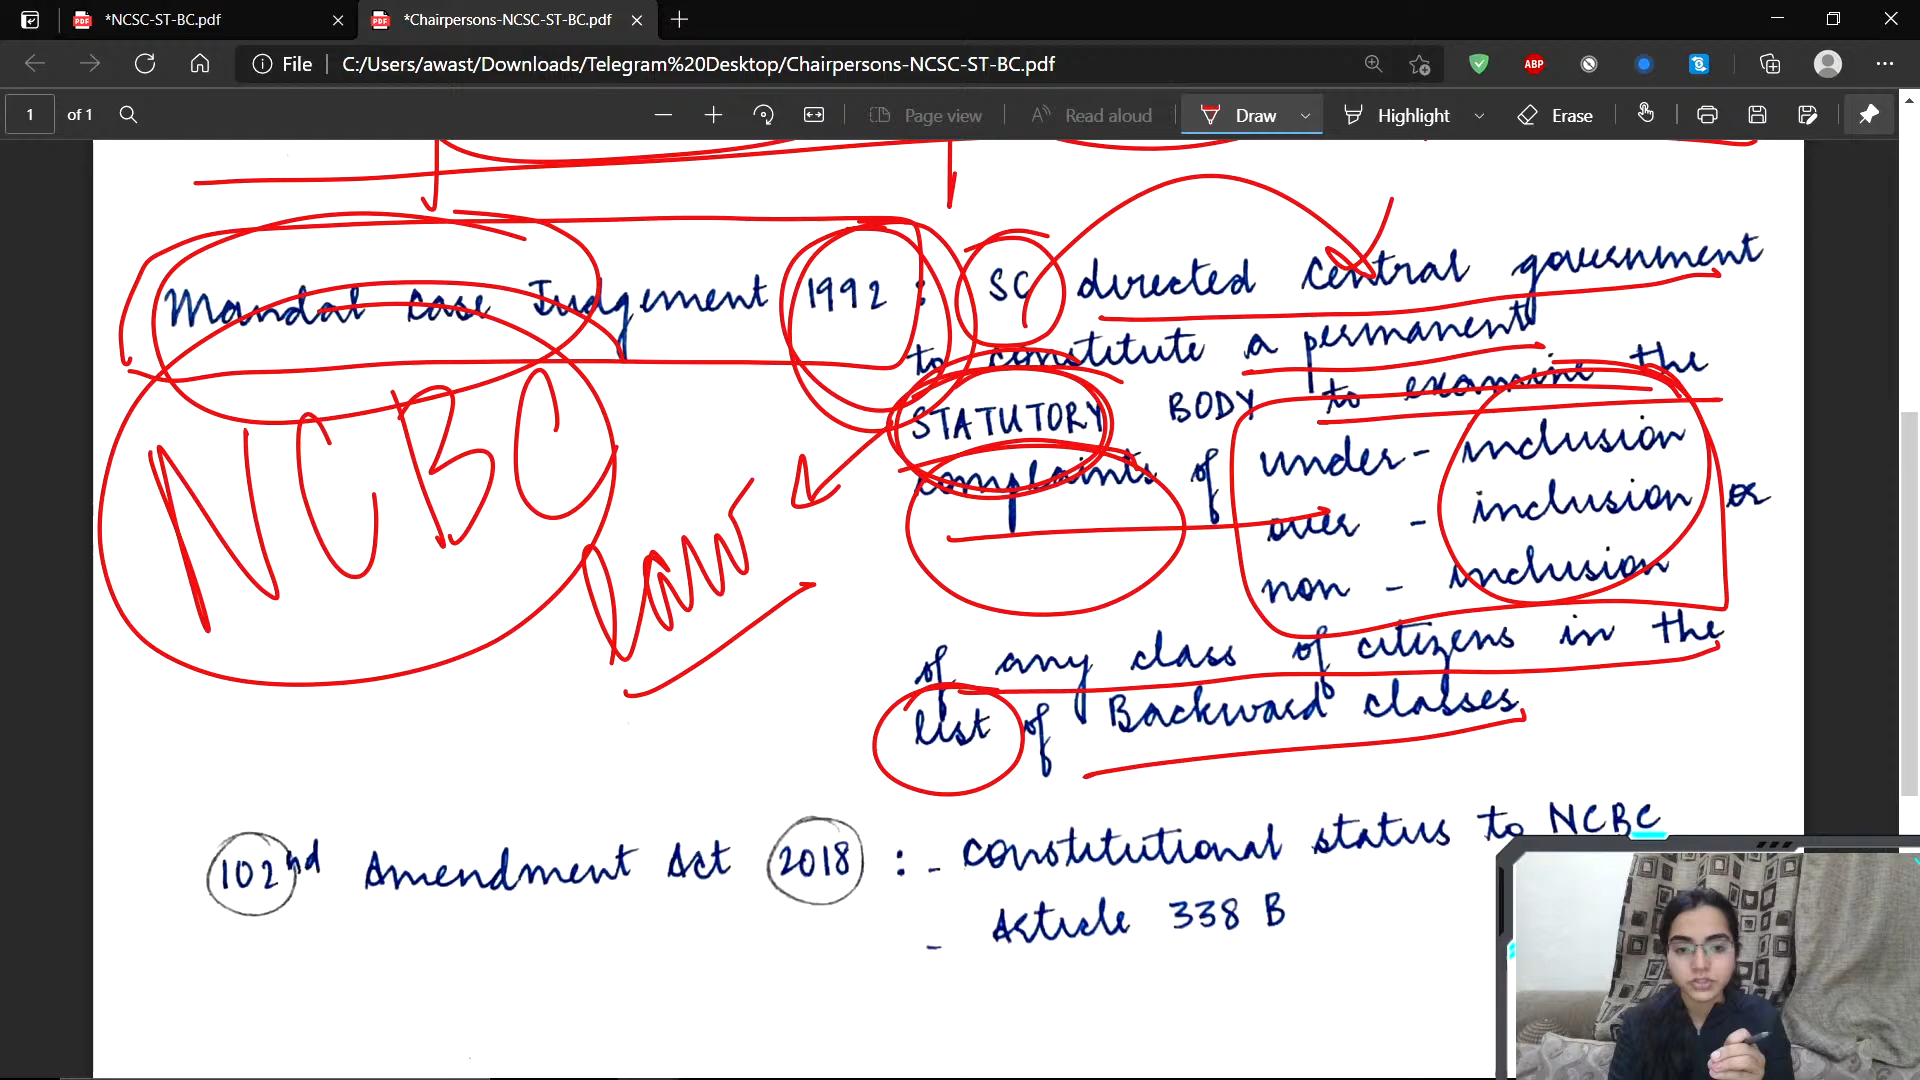 *NCSC-ST-BC.pdf
*Chairpersons-NCSC-ST-BC.pdf
File
C:/Users/awast/Downloads/Telegram%20Desktop/Chairpersons-NCSC-ST-BC.pdf
ABP
1 of 1
Page view
Read aloud
Draw
Highlight
Erase
Mandal case Judgement 1992 : SC directed central government
to constitute a permanent
STATUTORY BODY to examine the
complaints of under - inclusion
over - inclusion or
non - inclusion
of any class of citizens in the
list of Backward classes
NCBC
Law
102nd Amendment Act 2018 : - constitutional status to NCBC
- Article 338 B